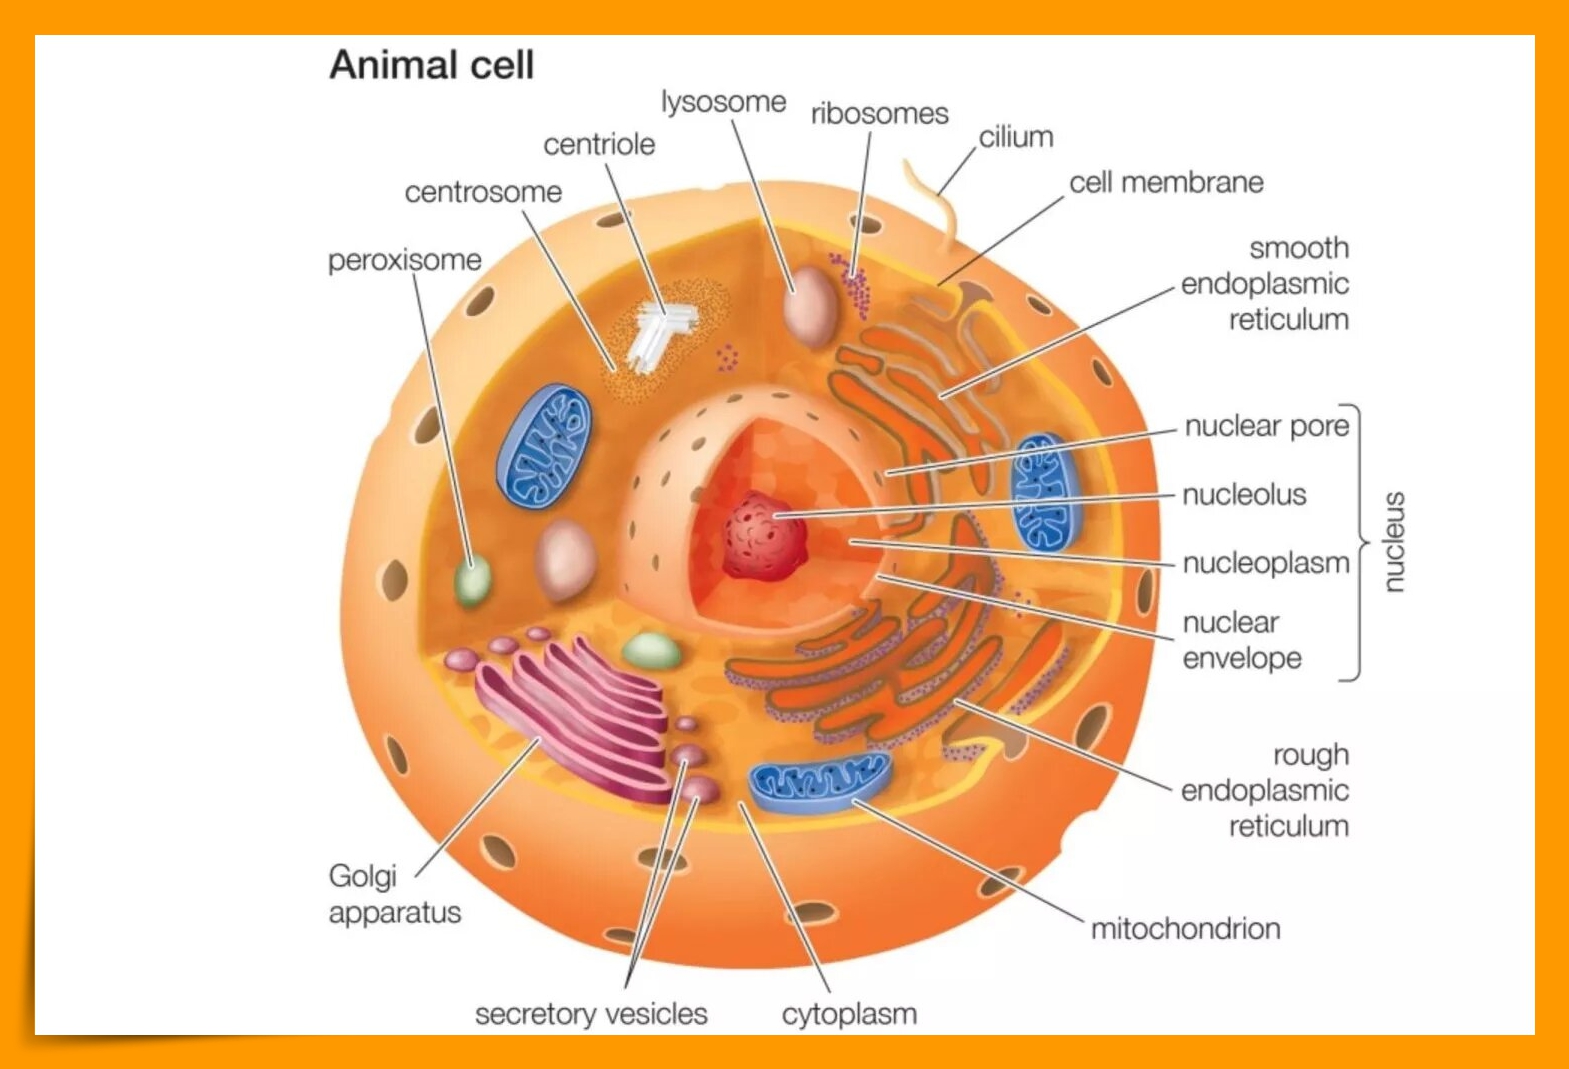 Animal cell
lysosome
ribosomes
cilium
centriole
cell membrane
centrosome
smooth
endoplasmic
reticulum
peroxisome
nuclear pore
nucleolus
nucleoplasm
nuclear
envelope
nucleus
rough
endoplasmic
reticulum
Golgi
apparatus
mitochondrion
secretory vesicles
cytoplasm